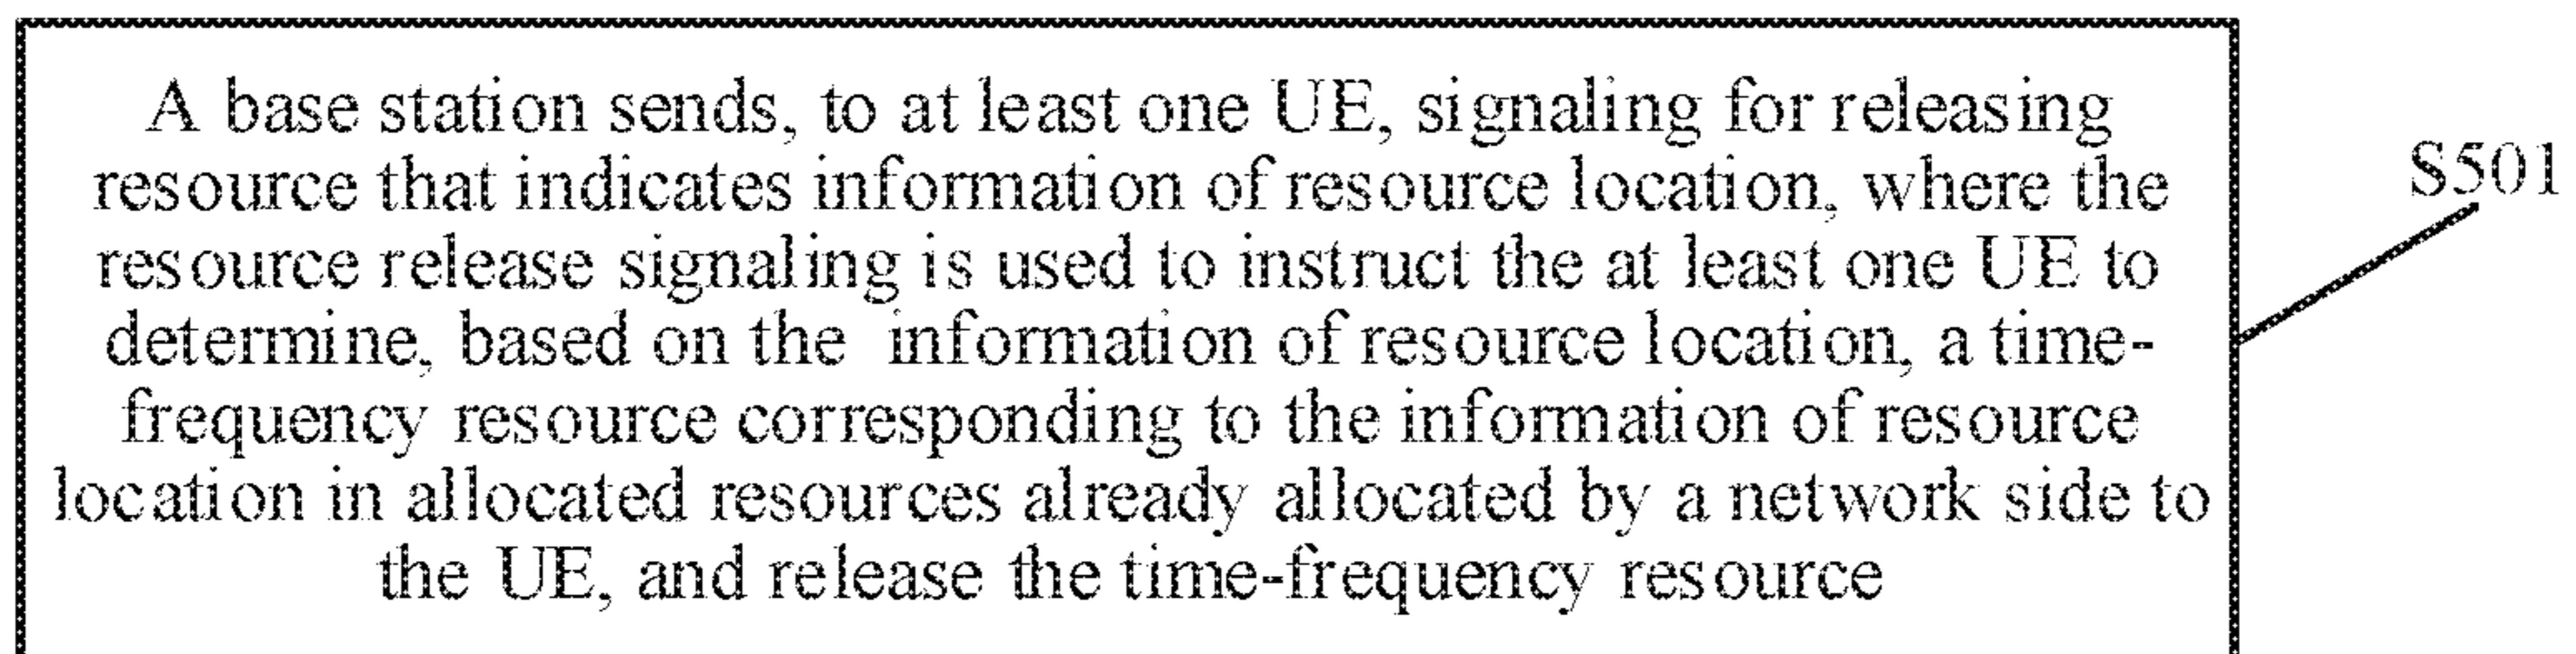 A base station sends, to at least one UE, signaling for releasing
resource that indicates information of resource location, where the
resource release signaling is used to instruct the at least one UE to
determine, based on the information of resource location, a time-
frequency resource corresponding to the information of resource
location in allocated resources already allocated by a network side to
the UE, and release the time-frequency resource
S501